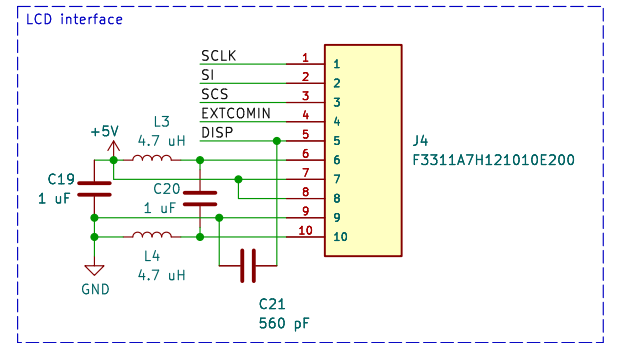 LCD interface
SCLK
1
1
SI
2
2
SCS
3
3
EXTCOMIN
4
4
DISP
5
5
J4
F3311A7H121010E200
+5V
L3
4.7 uH
6
6
7
7
C19
1 uF
C20
1 uF
8
8
9
9
10
10
L4
4.7 uH
GND
C21
560 pF